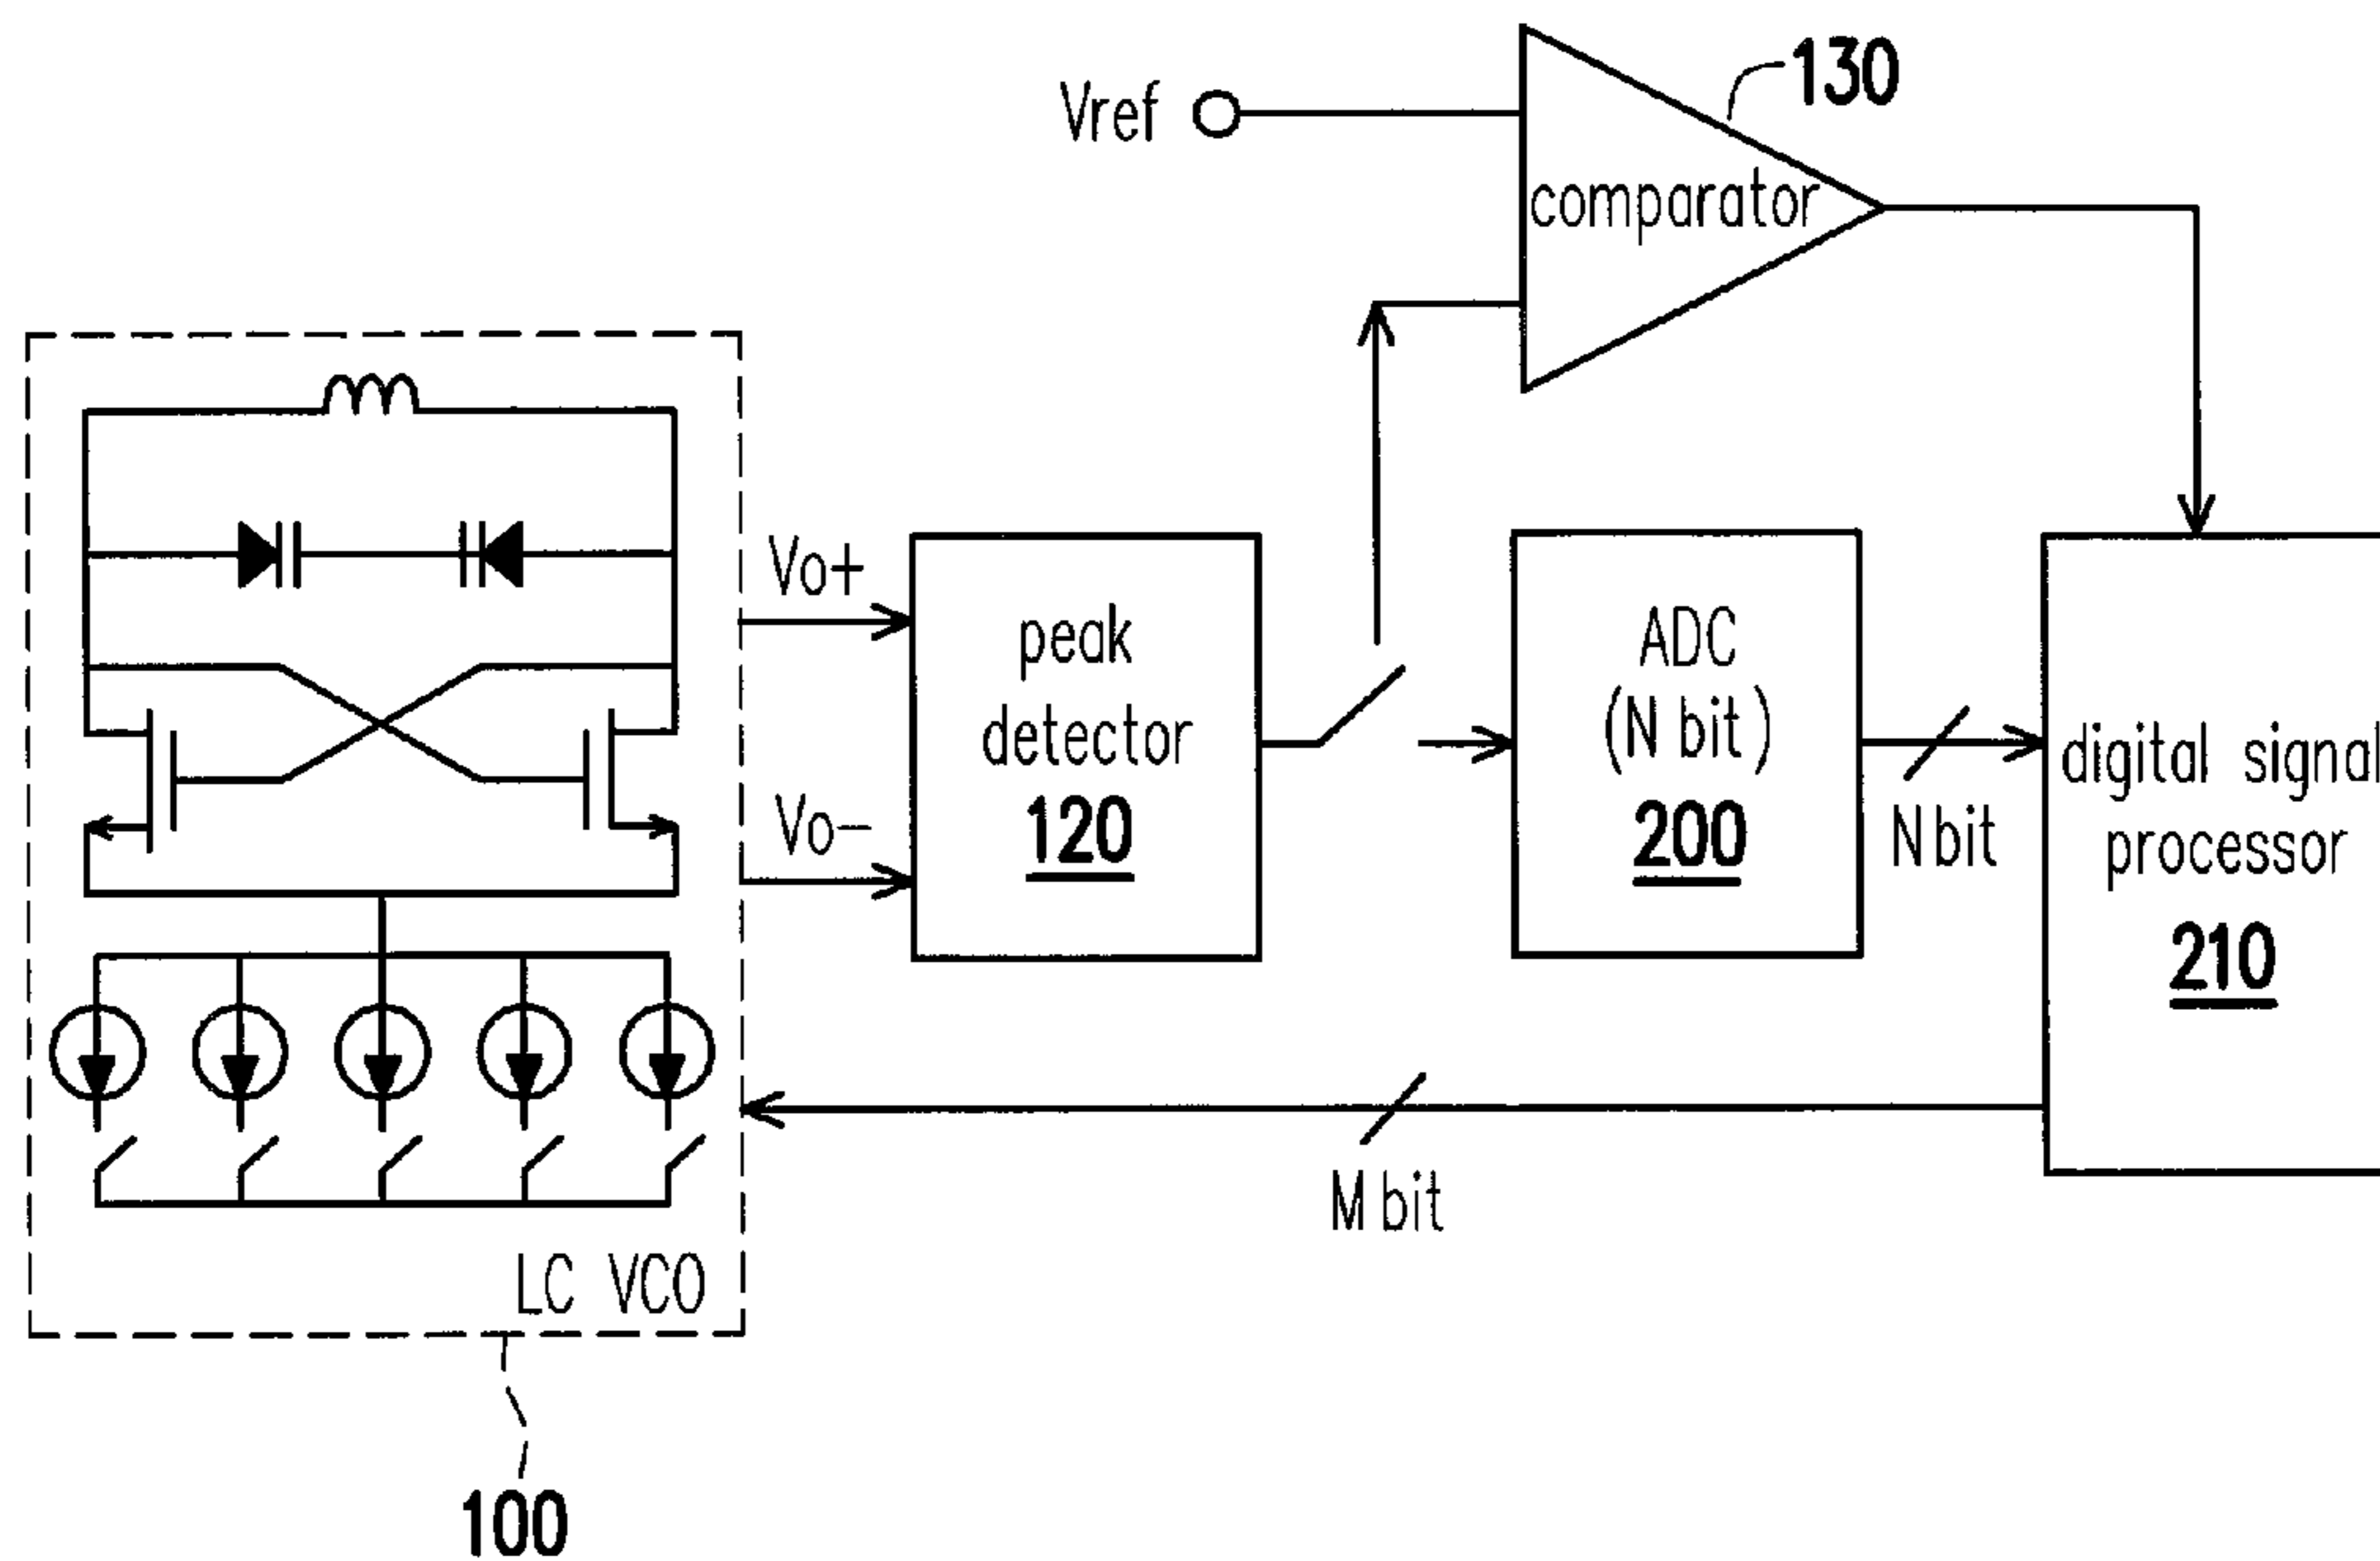 130
Vref
comparator
Vo+
peak
detector
120
Vo−
ADC
(N bit)
200
N bit
digital signal
processor
210
M bit
LC VCO
100